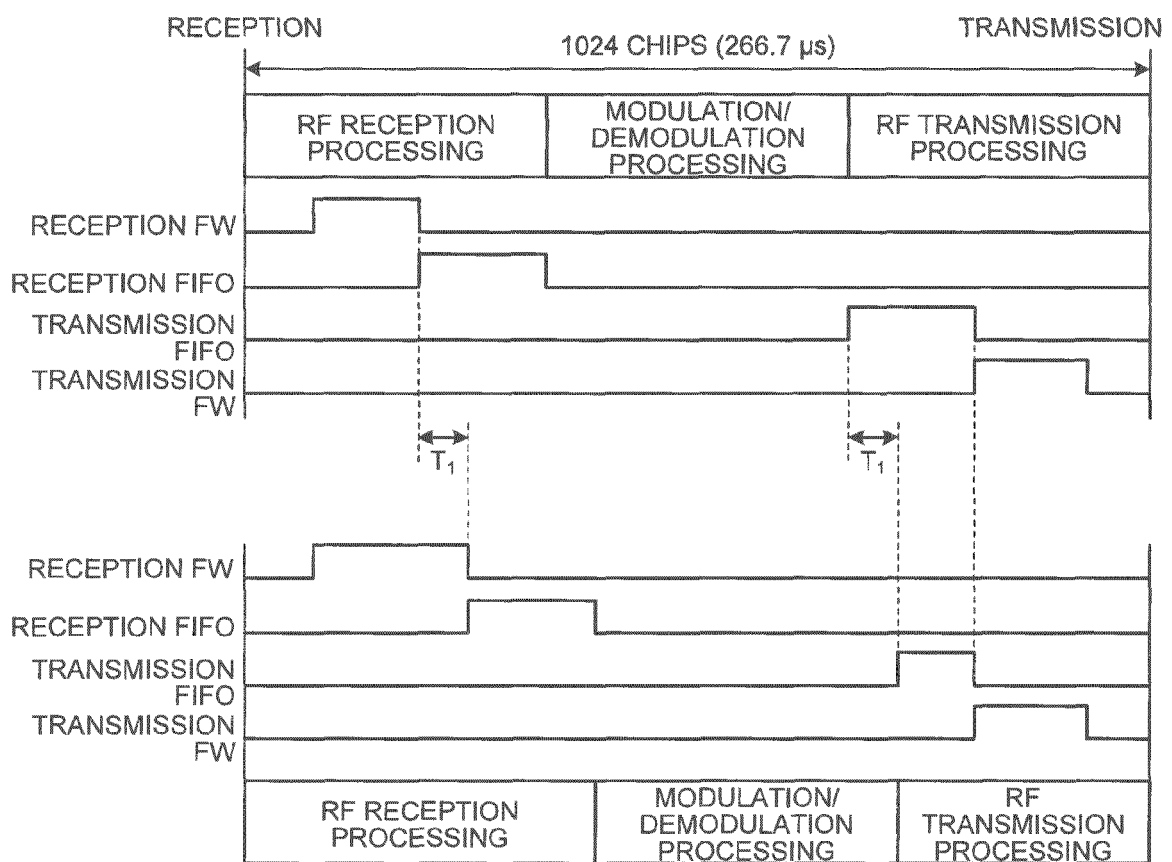 RECEPTION
TRANSMISSION
1024 CHIPS (266.7 µs)
RF RECEPTION
PROCESSING
MODULATION/
DEMODULATION
PROCESSING
RF TRANSMISSION
PROCESSING
RECEPTION FW
RECEPTION FIFO
TRANSMISSION
FIFO
TRANSMISSION
FW
T₁
T₁
RECEPTION FW
RECEPTION FIFO
TRANSMISSION
FIFO
TRANSMISSION
FW
RF RECEPTION
PROCESSING
MODULATION/
DEMODULATION
PROCESSING
RF
TRANSMISSION
PROCESSING